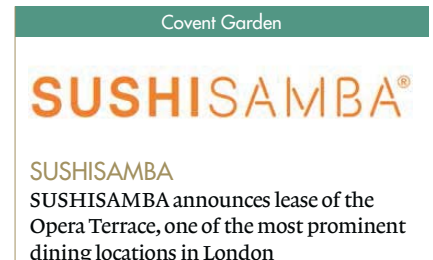 Covent Garden
SUSHISAMBA®
SUSHISAMBA
SUSHISAMBA announces lease of the
Opera Terrace, one of the most prominent
dining locations in London